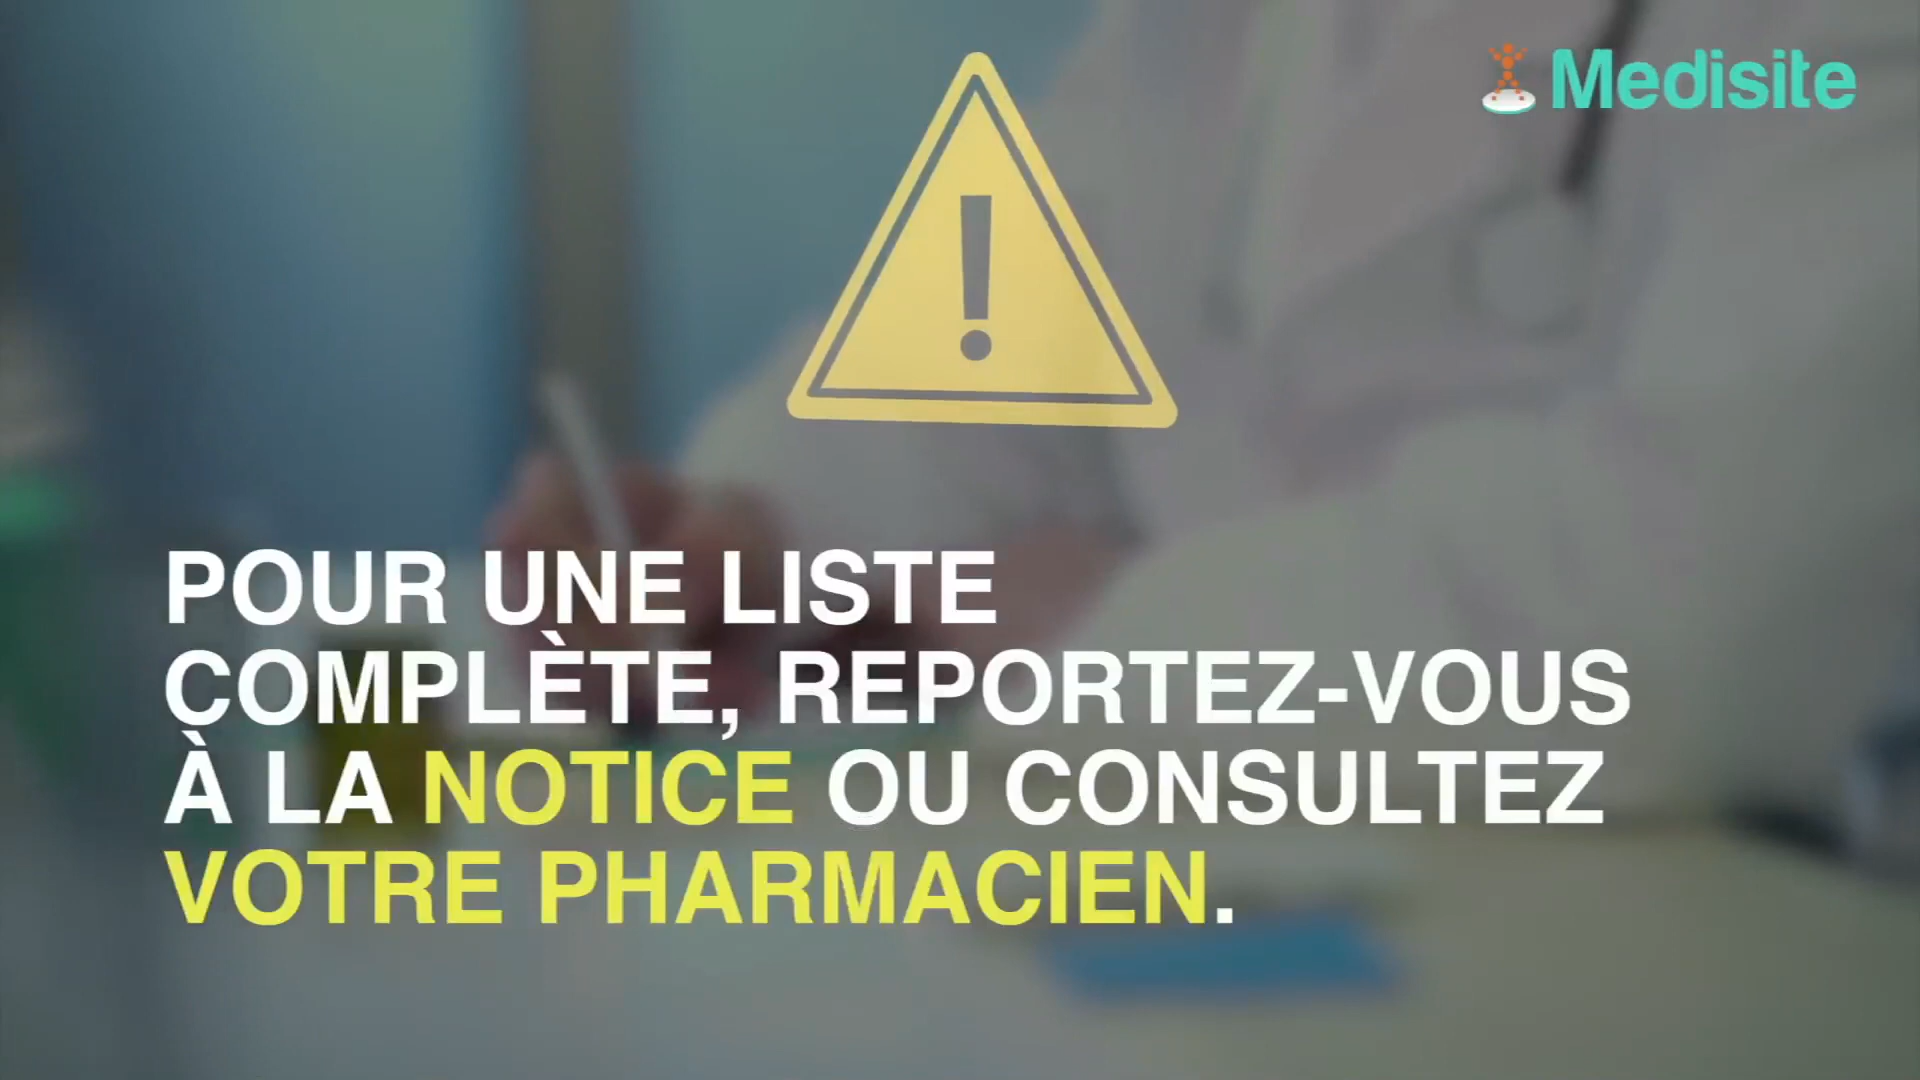 Medisite
POUR UNE LISTE
COMPLÈTE, REPORTEZ-VOUS
À LA NOTICE OU CONSULTEZ
VOTRE PHARMACIEN.